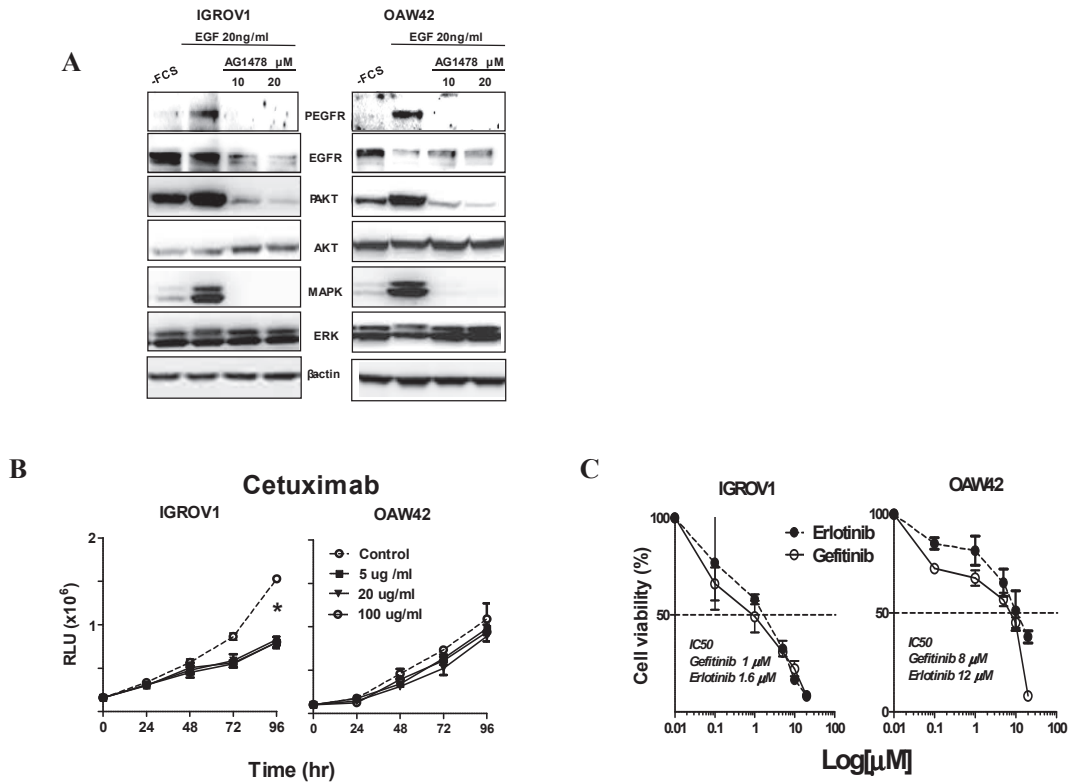 IGROV1
OAW42
EGF 20ng/ml
EGF 20ng/ml
A
-FCS
AG1478 µM
10 20
-FCS
AG1478 µM
10 20
PEGFR
EGFR
PAKT
AKT
MAPK
ERK
βactin
B
Cetuximab
IGROV1
OAW42
RLU (x10⁶)
2
1
0
Control
5 ug /ml
20 ug/ml
100 ug/ml
*
0 24 48 72 96
0 24 48 72 96
Time (hr)
C
IGROV1
OAW42
Cell viability (%)
100
50
0
Erlotinib
Gefitinib
IC50
Gefitinib 1 µM
Erlotinib 1.6 µM
0.01 0.1 1 10 100
100
50
0
IC50
Gefitinib 8 µM
Erlotinib 12 µM
0.01 0.1 1 10 100
Log[µM]